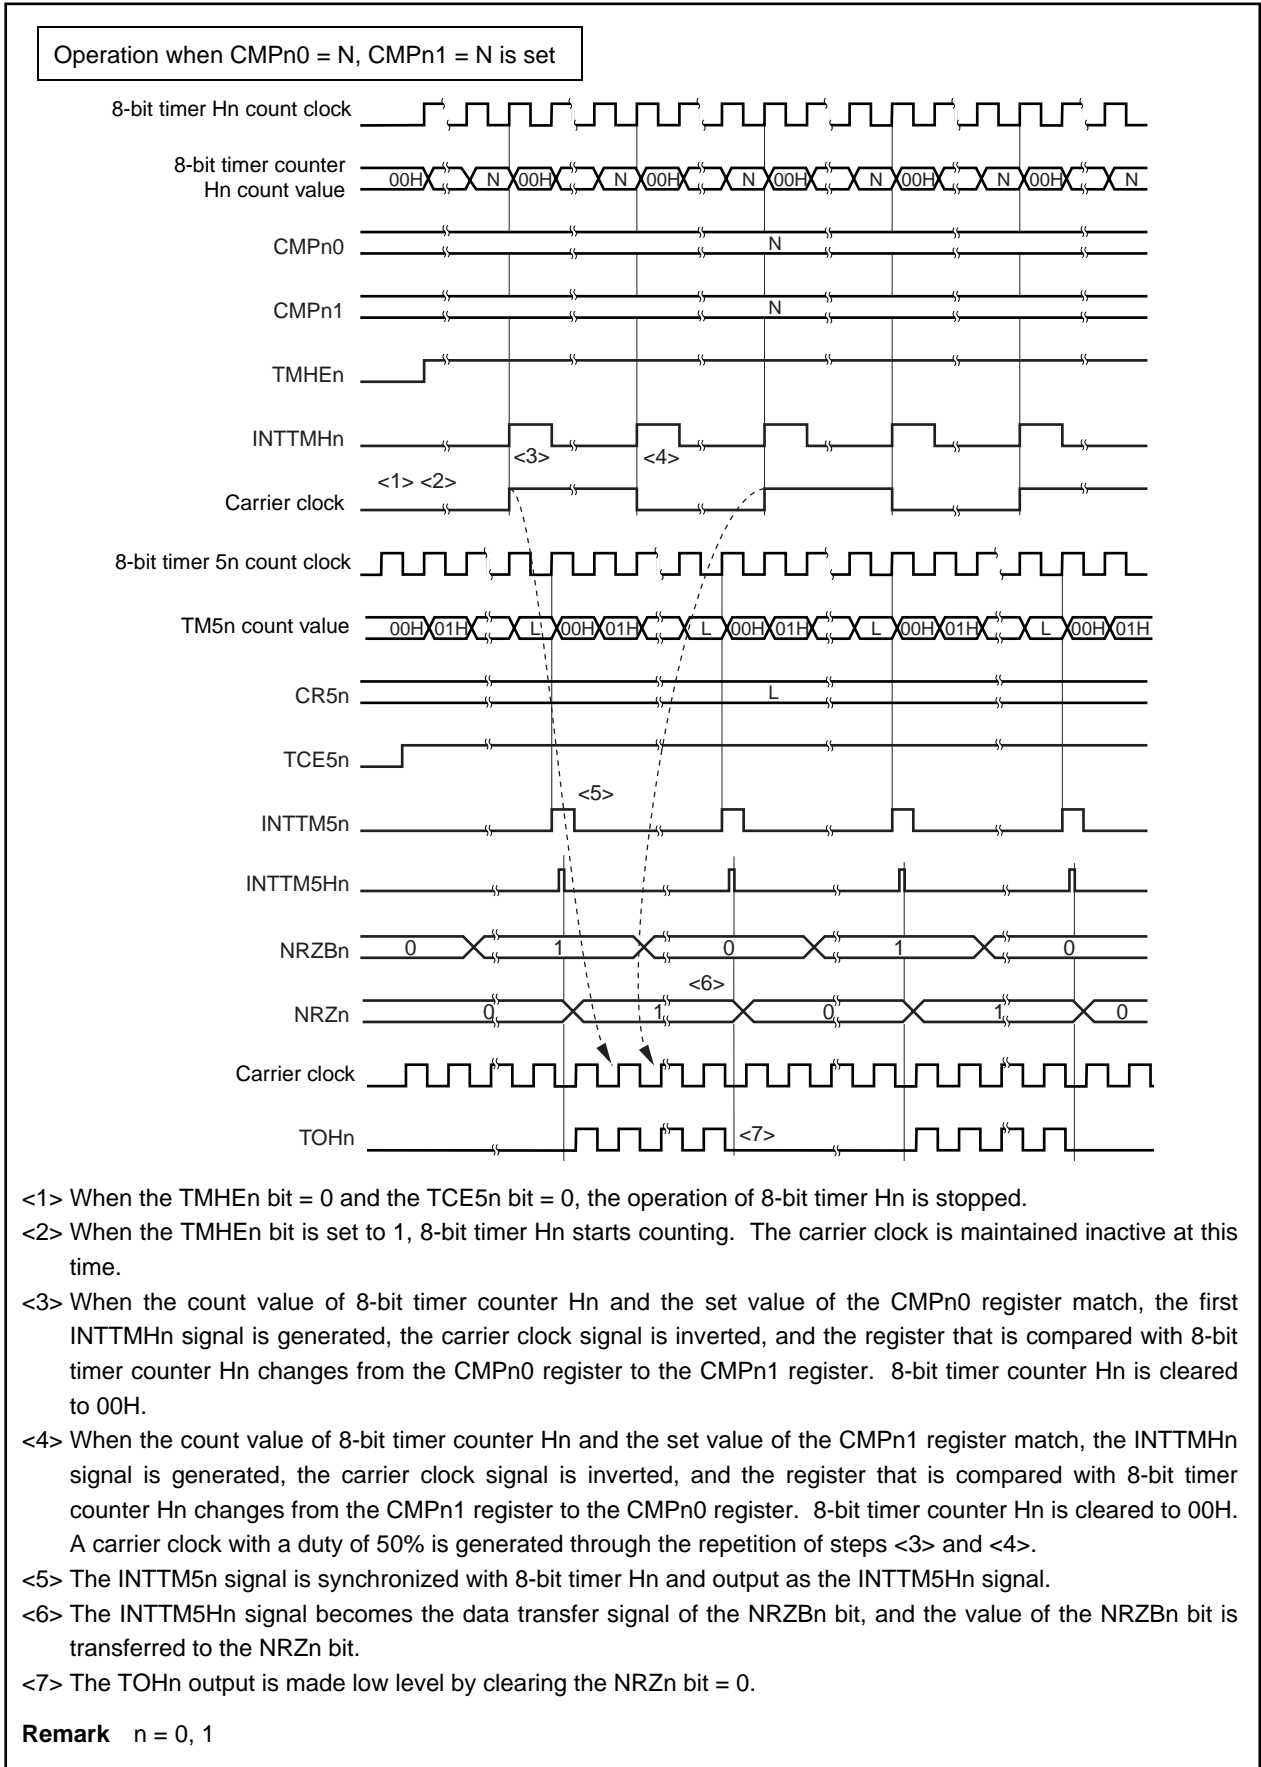 Operation when CMPn0 = N, CMPn1 = N is set
8-bit timer Hn count clock
8-bit timer counter
Hn count value
00H N 00H N 00H N 00H N 00H N 00H N
CMPn0
N
CMPn1
N
TMHEn
INTTMHn
<3> <4>
<1> <2>
Carrier clock
8-bit timer 5n count clock
TM5n count value
00H 01H L 00H 01H L 00H 01H L 00H 01H L 00H 01H
CR5n
L
TCE5n
<5>
INTTM5n
INTTM5Hn
NRZBn
0 1 0 1 0
<6>
NRZn
0 1 0 1 0
Carrier clock
TOHn
<7>
<1> When the TMHEn bit = 0 and the TCE5n bit = 0, the operation of 8-bit timer Hn is stopped.
<2> When the TMHEn bit is set to 1, 8-bit timer Hn starts counting. The carrier clock is maintained inactive at this
time.
<3> When the count value of 8-bit timer counter Hn and the set value of the CMPn0 register match, the first
INTTMHn signal is generated, the carrier clock signal is inverted, and the register that is compared with 8-bit
timer counter Hn changes from the CMPn0 register to the CMPn1 register. 8-bit timer counter Hn is cleared
to 00H.
<4> When the count value of 8-bit timer counter Hn and the set value of the CMPn1 register match, the INTTMHn
signal is generated, the carrier clock signal is inverted, and the register that is compared with 8-bit timer
counter Hn changes from the CMPn1 register to the CMPn0 register. 8-bit timer counter Hn is cleared to 00H.
A carrier clock with a duty of 50% is generated through the repetition of steps <3> and <4>.
<5> The INTTM5n signal is synchronized with 8-bit timer Hn and output as the INTTM5Hn signal.
<6> The INTTM5Hn signal becomes the data transfer signal of the NRZBn bit, and the value of the NRZBn bit is
transferred to the NRZn bit.
<7> The TOHn output is made low level by clearing the NRZn bit = 0.
Remark n = 0, 1